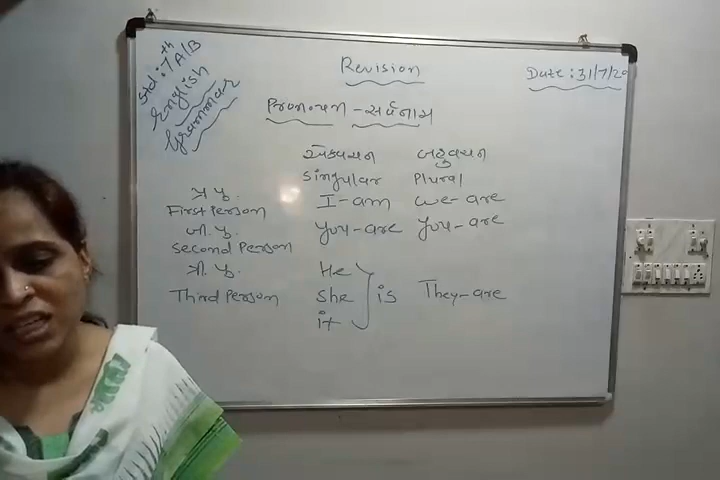 Std : 7th A/B
English
Grammar
Revision
Date : 31/7/20
Pronoun - સર્વનામ
એકવચન બહુવચન
Singular Plural
પ્ર પુ. I-am we-are
First Person
બી. પુ. you-are you-are
Second Person
ત્રી. પુ. He
Third Person she is They-are
it